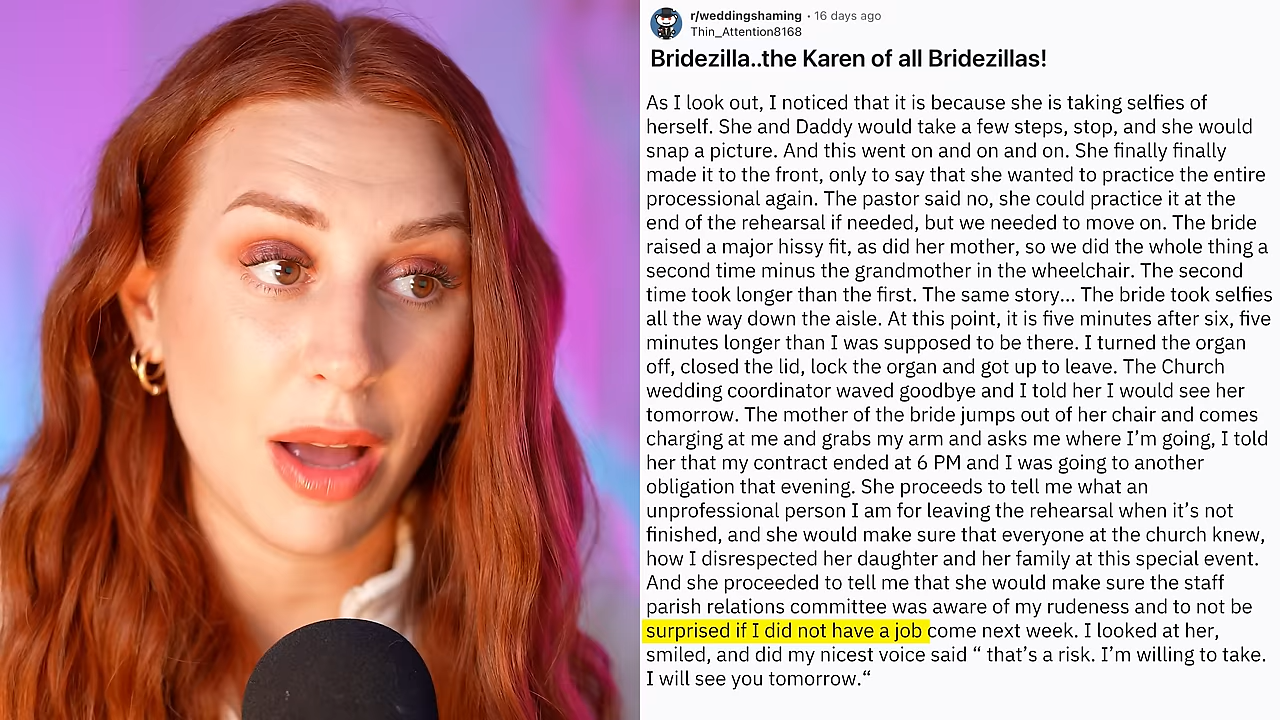 r/weddingshaming · 16 days ago
Thin_Attention8168
Bridezilla..the Karen of all Bridezillas!
As I look out, I noticed that it is because she is taking selfies of
herself. She and Daddy would take a few steps, stop, and she would
snap a picture. And this went on and on and on. She finally finally
made it to the front, only to say that she wanted to practice the entire
processional again. The pastor said no, she could practice it at the
end of the rehearsal if needed, but we needed to move on. The bride
raised a major hissy fit, as did her mother, so we did the whole thing a
second time minus the grandmother in the wheelchair. The second
time took longer than the first. The same story... The bride took selfies
all the way down the aisle. At this point, it is five minutes after six, five
minutes longer than I was supposed to be there. I turned the organ
off, closed the lid, lock the organ and got up to leave. The Church
wedding coordinator waved goodbye and I told her I would see her
tomorrow. The mother of the bride jumps out of her chair and comes
charging at me and grabs my arm and asks me where I’m going, I told
her that my contract ended at 6 PM and I was going to another
obligation that evening. She proceeds to tell me what an
unprofessional person I am for leaving the rehearsal when it’s not
finished, and she would make sure that everyone at the church knew,
how I disrespected her daughter and her family at this special event.
And she proceeded to tell me that she would make sure the staff
parish relations committee was aware of my rudeness and to not be
surprised if I did not have a job come next week. I looked at her,
smiled, and did my nicest voice said “ that’s a risk. I’m willing to take.
I will see you tomorrow.“